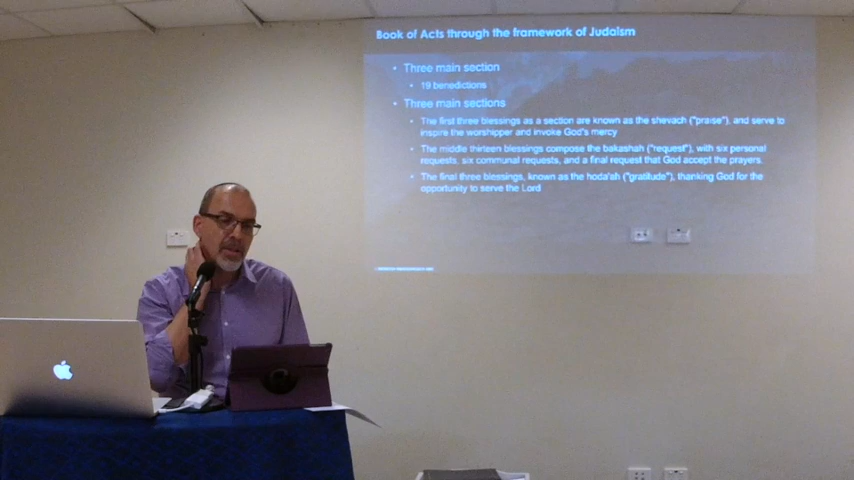 Book of Acts through the framework of Judaism
• Three main section
• 19 benedictions
• Three main sections
• The first three blessings as a section are known as the shevach ("praise"), and serve to
inspire the worshipper and invoke God's mercy
• The middle thirteen blessings compose the bakashah ("request"), with six personal
requests, six communal requests, and a final request that God accept the prayers.
• The final three blessings, known as the hoda'ah ("gratitude"), thanking God for the
opportunity to serve the Lord